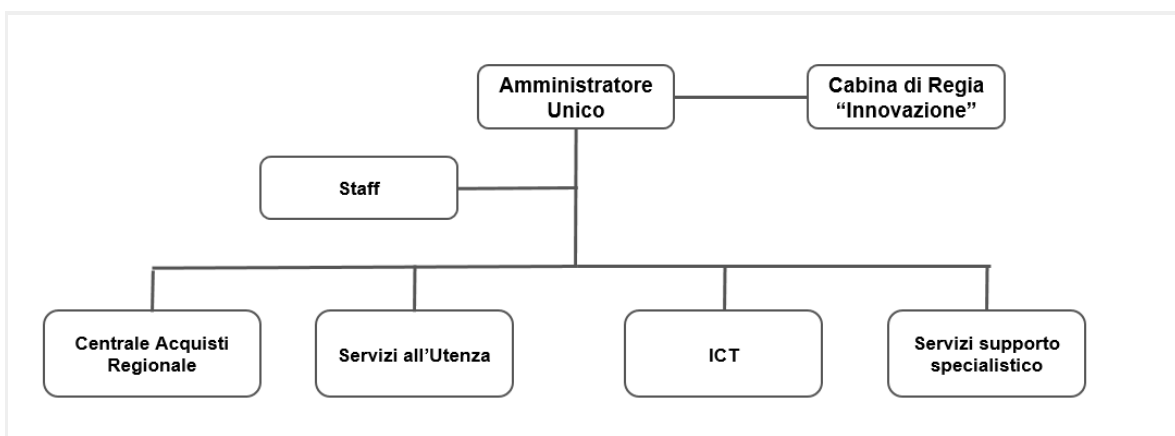 Amministratore
Unico
Cabina di Regia
“Innovazione”
Staff
Centrale Acquisti
Regionale
Servizi all’Utenza
ICT
Servizi supporto
specialistico